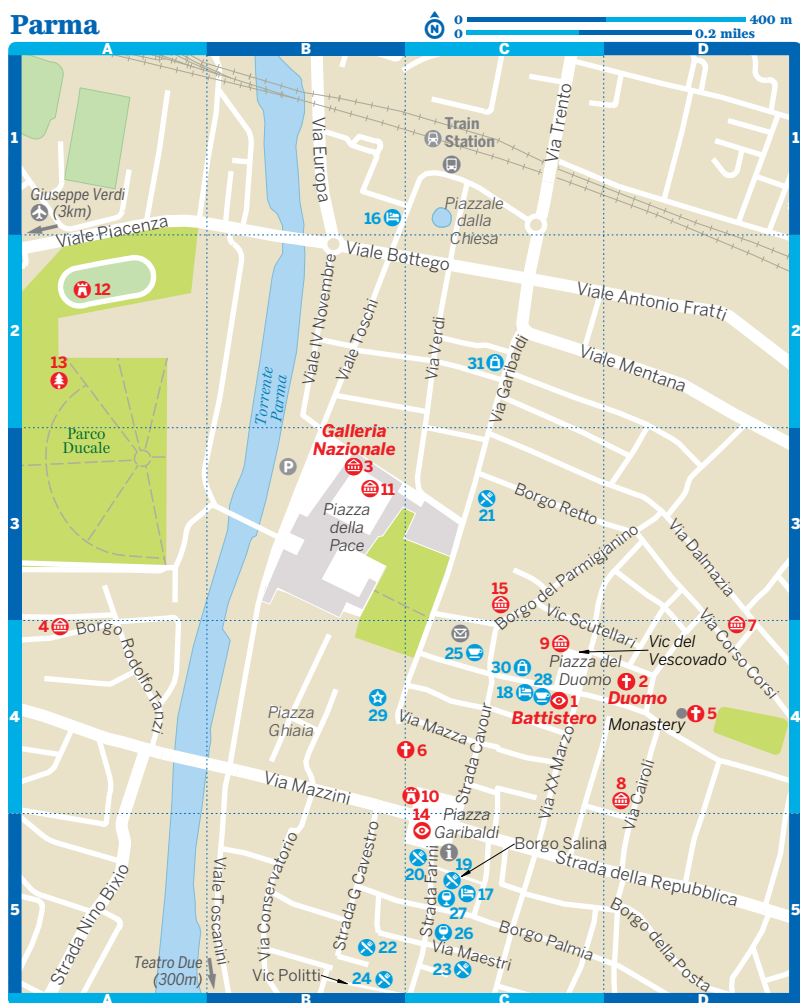 Parma
N
0 400 m
0 0.2 miles
A B C D
1
1
Train
Station
Via Trento
Via Europa
Giuseppe Verdi
(3km)
16
Piazzale
dalla
Chiesa
Viale Piacenza
Viale Bottego
12
Viale IV Novembre
Viale Toschi
Via Verdi
Viale Antonio Fratti
2
2
13
31
Via Garibaldi
Viale Mentana
Torrente
Parma
Parco
Ducale
Galleria
Nazionale
3
P
11
21
Borgo Retto
Piazza
della
Pace
3
3
Via Dalmazia
Borgo del Parmigianino
15
Vic Scutellari
4
Borgo Rodolfo Tanzi
7
Via Corso Corsi
9
Vic del
Vescovado
25
Piazza del
Duomo
30
28
2
Duomo
18
1
Battistero
29
5
Monastery
4
4
Piazza
Ghiaia
Via Mazza
6
Strada Cavour
Via XX Marzo
8
Via Cairoli
Via Mazzini
10
14
Piazza
Garibaldi
i
19
Borgo Salina
20
Strada Farini
Strada della Repubblica
17
27
5
5
Strada Nino Bixio
Viale Toscanini
Via Conservatorio
Strada G Cavestro
26
Borgo Palmia
Borgo della Posta
22
Via Maestri
Teatro Due
(300m)
Vic Politti
24
23
A B C D